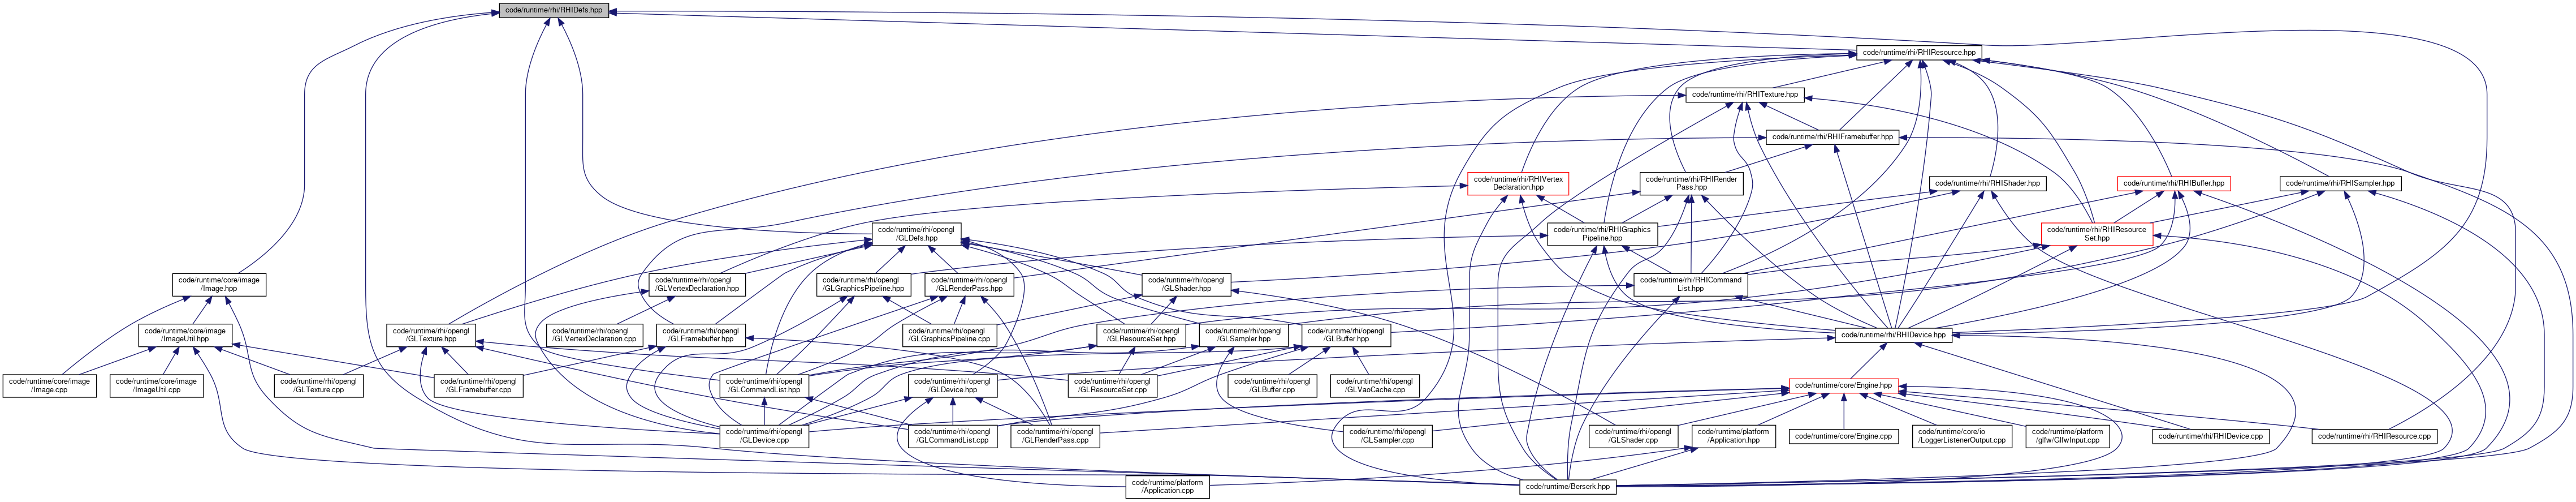 code/runtime/rhi/RHIDefs.hpp
code/runtime/rhi/RHIResource.hpp
code/runtime/rhi/RHITexture.hpp
code/runtime/rhi/RHIFramebuffer.hpp
code/runtime/rhi/RHIVertex
Declaration.hpp
code/runtime/rhi/RHIRender
Pass.hpp
code/runtime/rhi/RHIShader.hpp
code/runtime/rhi/RHIBuffer.hpp
code/runtime/rhi/RHISampler.hpp
code/runtime/rhi/opengl
/GLDefs.hpp
code/runtime/rhi/RHIGraphics
Pipeline.hpp
code/runtime/rhi/RHIResource
Set.hpp
code/runtime/core/image
/Image.hpp
code/runtime/rhi/opengl
/GLVertexDeclaration.hpp
code/runtime/rhi/opengl
/GLGraphicsPipeline.hpp
code/runtime/rhi/opengl
/GLRenderPass.hpp
code/runtime/rhi/opengl
/GLShader.hpp
code/runtime/rhi/RHICommand
List.hpp
code/runtime/core/image
/ImageUtil.hpp
code/runtime/rhi/opengl
/GLTexture.hpp
code/runtime/rhi/opengl
/GLVertexDeclaration.cpp
code/runtime/rhi/opengl
/GLFramebuffer.hpp
code/runtime/rhi/opengl
/GLGraphicsPipeline.cpp
code/runtime/rhi/opengl
/GLResourceSet.hpp
code/runtime/rhi/opengl
/GLSampler.hpp
code/runtime/rhi/opengl
/GLBuffer.hpp
code/runtime/rhi/RHIDevice.hpp
code/runtime/core/image
/Image.cpp
code/runtime/core/image
/ImageUtil.cpp
code/runtime/rhi/opengl
/GLTexture.cpp
code/runtime/rhi/opengl
/GLFramebuffer.cpp
code/runtime/rhi/opengl
/GLCommandList.hpp
code/runtime/rhi/opengl
/GLDevice.hpp
code/runtime/rhi/opengl
/GLResourceSet.cpp
code/runtime/rhi/opengl
/GLBuffer.cpp
code/runtime/rhi/opengl
/GLVaoCache.cpp
code/runtime/core/Engine.hpp
code/runtime/rhi/opengl
/GLDevice.cpp
code/runtime/rhi/opengl
/GLCommandList.cpp
code/runtime/rhi/opengl
/GLRenderPass.cpp
code/runtime/rhi/opengl
/GLSampler.cpp
code/runtime/rhi/opengl
/GLShader.cpp
code/runtime/platform
/Application.hpp
code/runtime/core/Engine.cpp
code/runtime/core/io
/LoggerListenerOutput.cpp
code/runtime/platform
/glfw/GlfwInput.cpp
code/runtime/rhi/RHIDevice.cpp
code/runtime/rhi/RHIResource.cpp
code/runtime/platform
/Application.cpp
code/runtime/Berserk.hpp